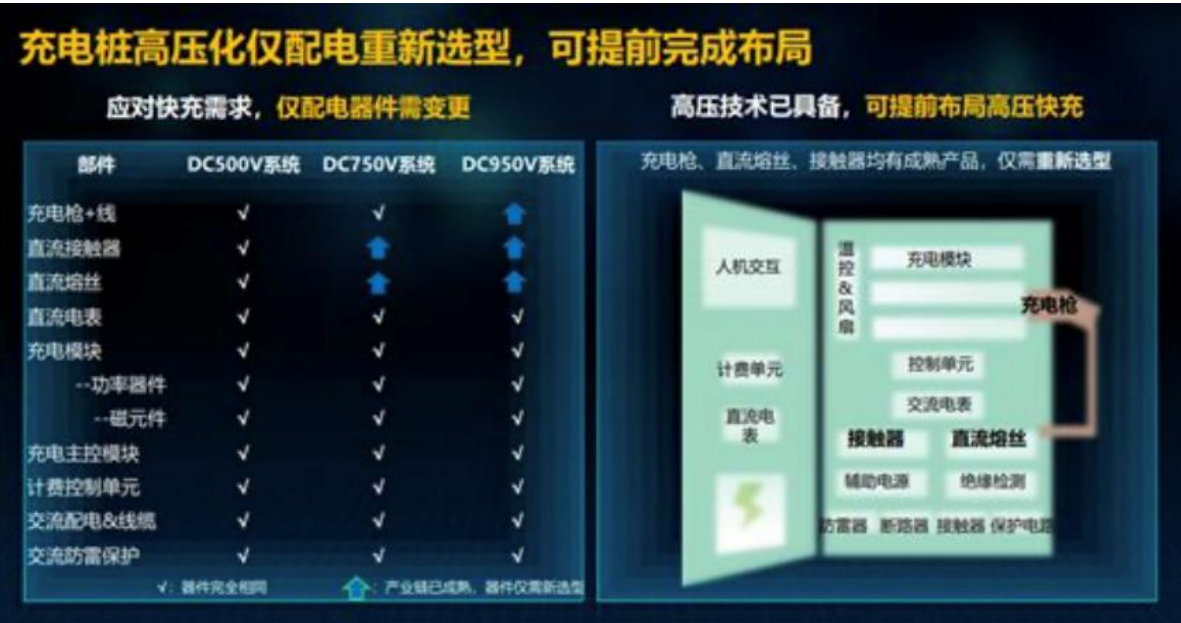 充电桩高压化仅配电重新选型，可提前完成布局
应对快充需求，仅配电器件需变更
部件 DC500V系统 DC750V系统 DC950V系统
充电枪+线 √ √
直流接触器 √
直流熔丝 √
直流电表 √ √ √
充电模块 √ √ √
--功率器件 √ √ √
--磁元件 √ √ √
充电主控模块 √ √ √
计费控制单元 √ √ √
交流配电&线缆 √ √ √
交流防雷保护 √ √ √
√：器件完全相同 ：产业链已成熟，器件仅需新选型
高压技术已具备，可提前布局高压快充
充电枪、直流熔丝、接触器均有成熟产品，仅需重新选型
人机交互
计费单元
直流电
表
温控&风扇
充电模块
充电枪
控制单元
交流电表
接触器 直流熔丝
辅助电源 绝缘检测
防雷器 断路器 接触器 保护电路